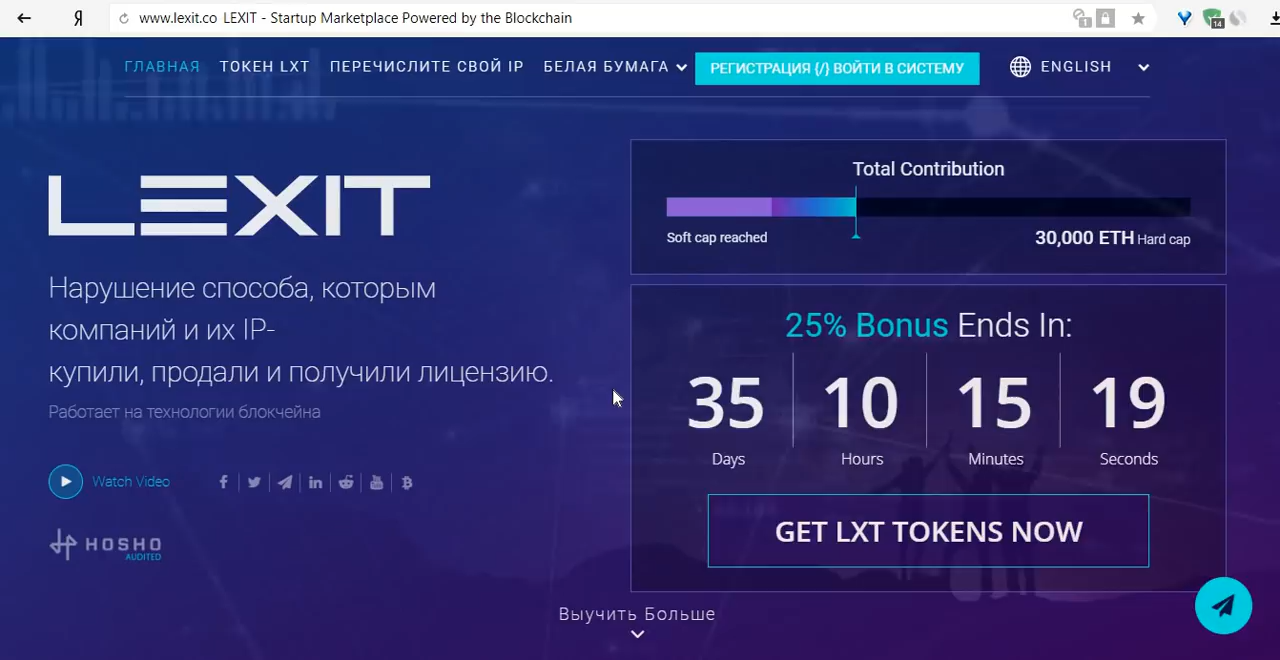 Я
www.lexit.co LEXIT - Startup Marketplace Powered by the Blockchain
14
ГЛАВНАЯ ТОКЕН LXT ПЕРЕЧИСЛИТЕ СВОЙ IP БЕЛАЯ БУМАГА РЕГИСТРАЦИЯ {/} ВОЙТИ В СИСТЕМУ ENGLISH
LEXIT
Нарушение способа, которым
компаний и их IP-
купили, продали и получили лицензию.
Работает на технологии блокчейна
Watch Video
HOSHO
AUDITED
Total Contribution
Soft cap reached
30,000 ETH Hard cap
25% Bonus Ends In:
35 10 15 19
Days Hours Minutes Seconds
GET LXT TOKENS NOW
Выучить Больше